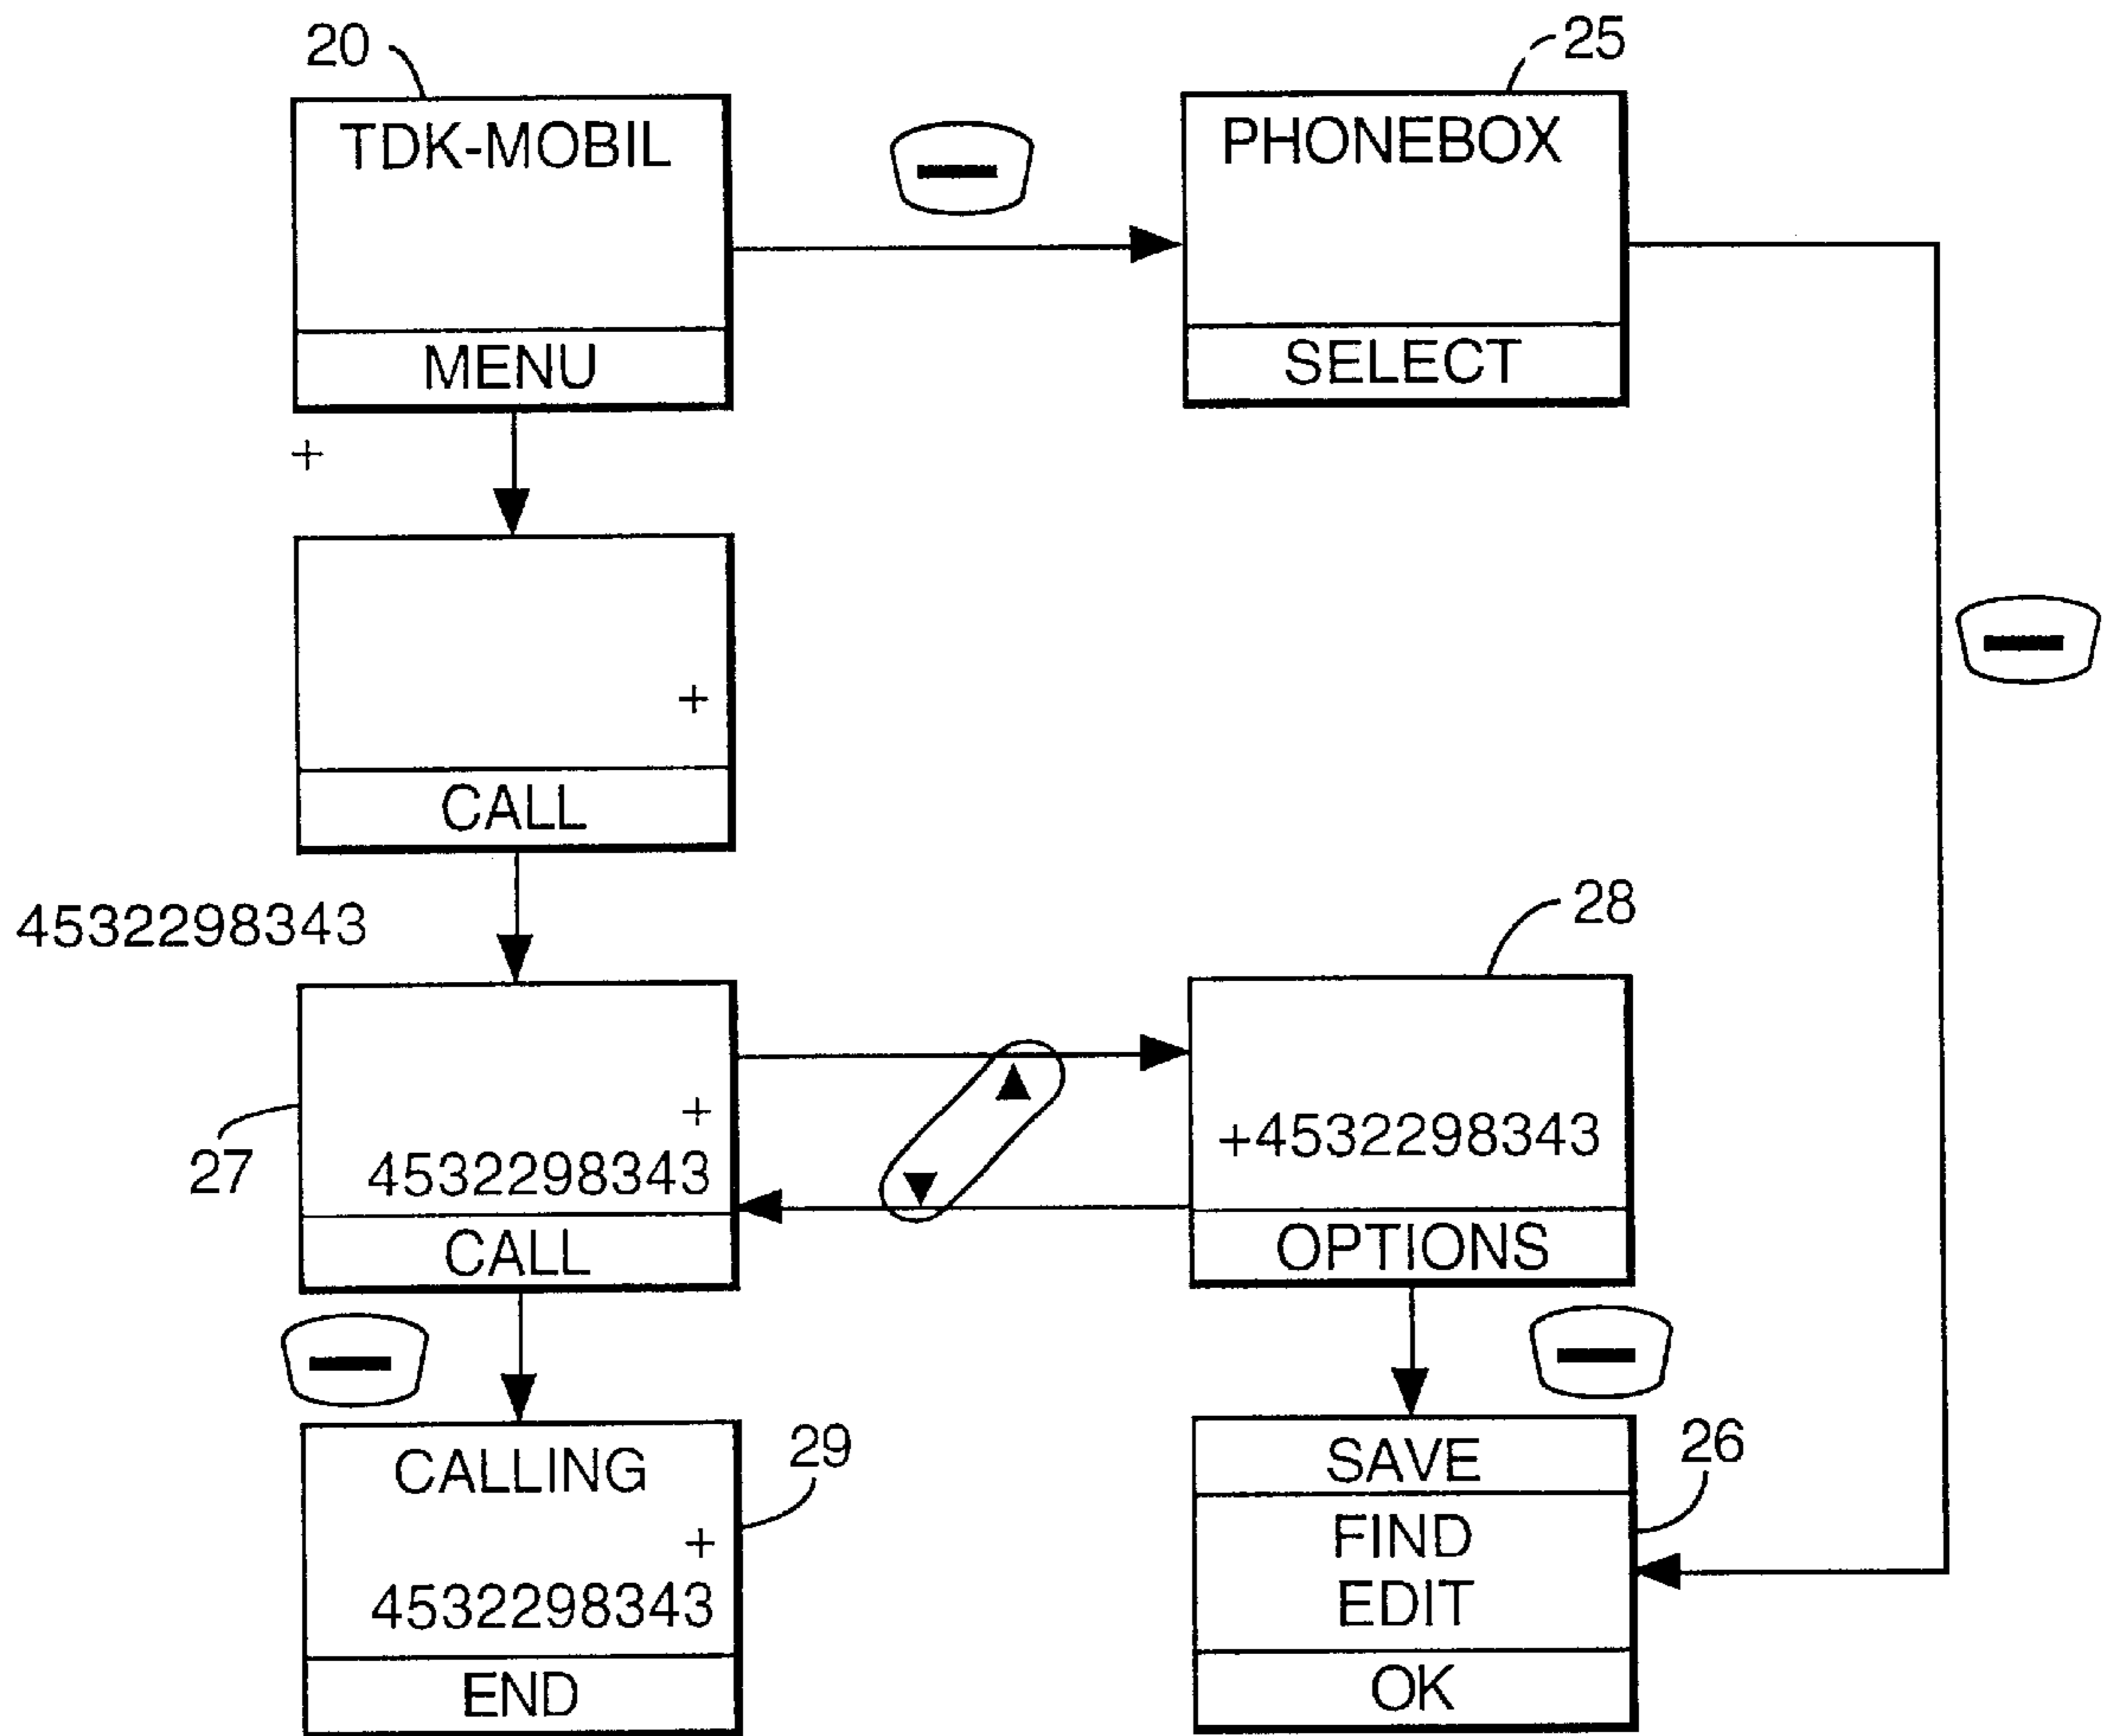 20
25
TDK-MOBIL
MENU
PHONEBOX
SELECT
+
+
CALL
4532298343
27
+
4532298343
CALL
28
+4532298343
OPTIONS
CALLING
+
4532298343
END
29
SAVE
FIND
EDIT
OK
26